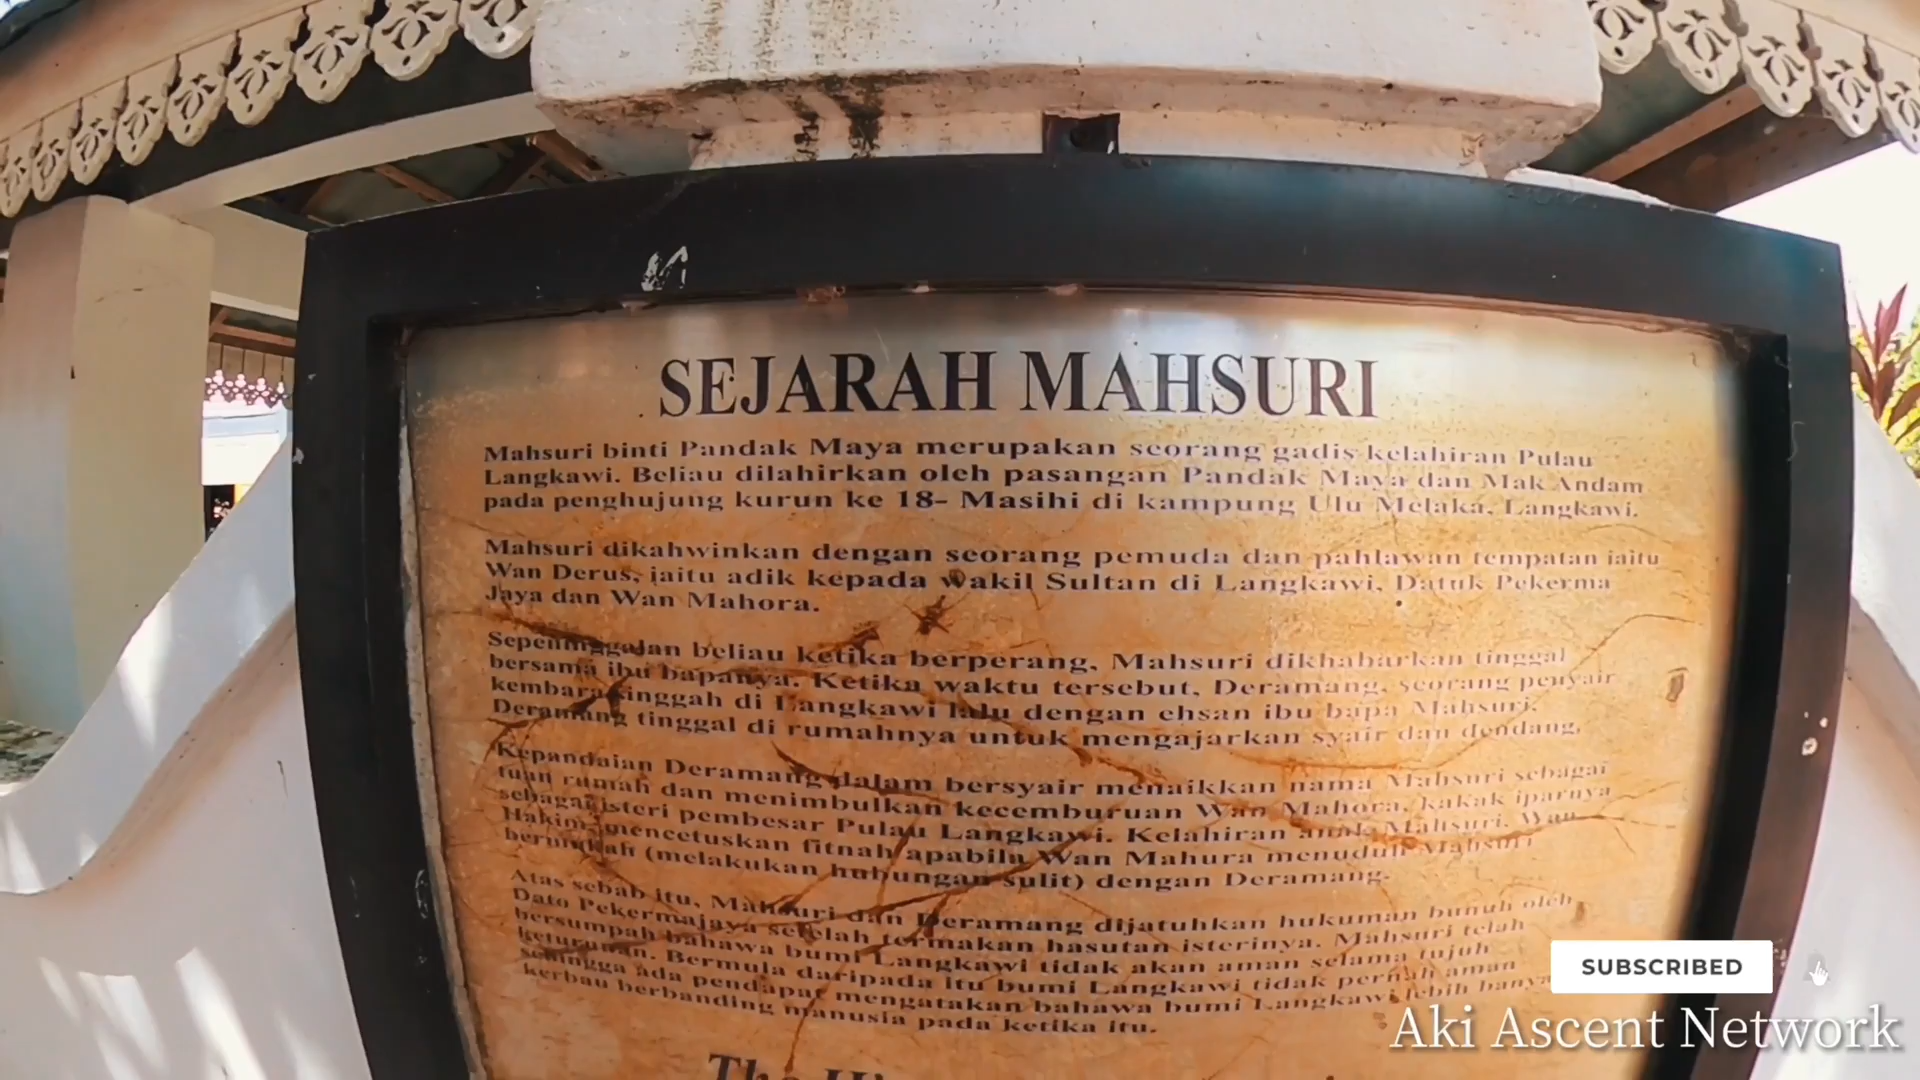 SEJARAH MAHSURI
Mahsuri binti Pandak Maya merupakan seorang gadis kelahiran Pulau
Langkawi. Beliau dilahirkan oleh pasangan Pandak Maya dan Mak Andam
pada penghujung kurun ke 18- Masihi di kampung Ulu Melaka, Langkawi.
Mahsuri dikahwinkan dengan seorang pemuda dan pahlawan tempatan iaitu
Wan Derus, iaitu adik kepada wakil Sultan di Langkawi, Datuk Pekerma
Jaya dan Wan Mahora.
Sepeninggalan beliau ketika berperang, Mahsuri dikhabarkan tinggal
bersama ibu bapanya. Ketika waktu tersebut, Deramang, seorang penyair
kembara singgah di Langkawi lalu dengan ehsan ibu bapa Mahsuri,
Deramang tinggal di rumahnya untuk mengajarkan syair dan dendang.
Kepandaian Deramang dalam bersyair menaikkan nama Mahsuri sebagai
tuan rumah dan menimbulkan kecemburuan Wan Mahora, kakak iparnya
sebagai isteri pembesar Pulau Langkawi. Kelahiran anak Mahsuri, Wan
Hakim, mencetuskan fitnah apabila Wan Mahura menuduh Mahsuri
bermukah (melakukan hubungan sulit) dengan Deramang.
Atas sebab itu, Mahsuri dan Deramang dijatuhkan hukuman bunuh oleh
Dato Pekermajaya setelah termakan hasutan isterinya. Mahsuri telah
bersumpah bahawa bumi Langkawi tidak akan aman selama tujuh
keturunan. Bermula daripada itu bumi Langkawi tidak pernah aman
sehingga ada pendapat mengatakan bahawa bumi Langkawi lebih
kerbau berbanding manusia pada ketika itu.
The
SUBSCRIBED
Aki Ascent Network